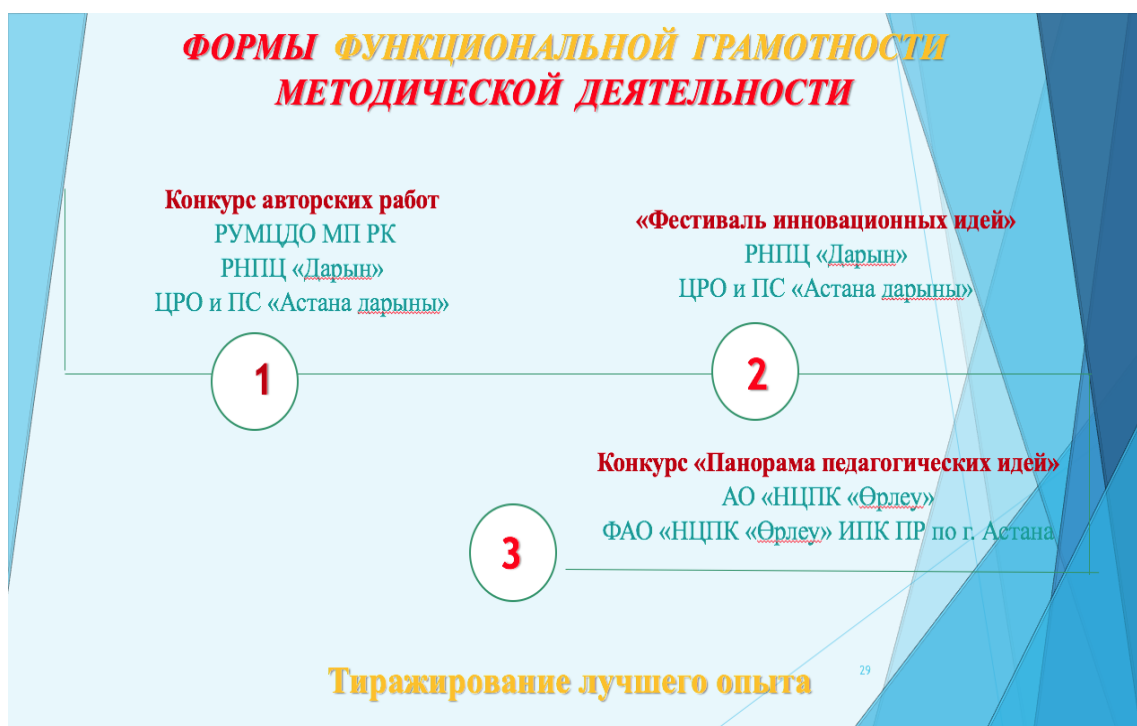 ФОРМЫ ФУНКЦИОНАЛЬНОЙ ГРАМОТНОСТИ
МЕТОДИЧЕСКОЙ ДЕЯТЕЛЬНОСТИ
Конкурс авторских работ
РУМЦДО МП РК
РНПЦ «Дарын»
ЦРО и ПС «Астана дарыны»
1
«Фестиваль инновационных идей»
РНПЦ «Дарын»
ЦРО и ПС «Астана дарыны»
2
Конкурс «Панорама педагогических идей»
АО «НЦПК «Өрлеу»
ФАО «НЦПК «Өрлеу» ИПК ПР по г. Астана
3
Тиражирование лучшего опыта
29